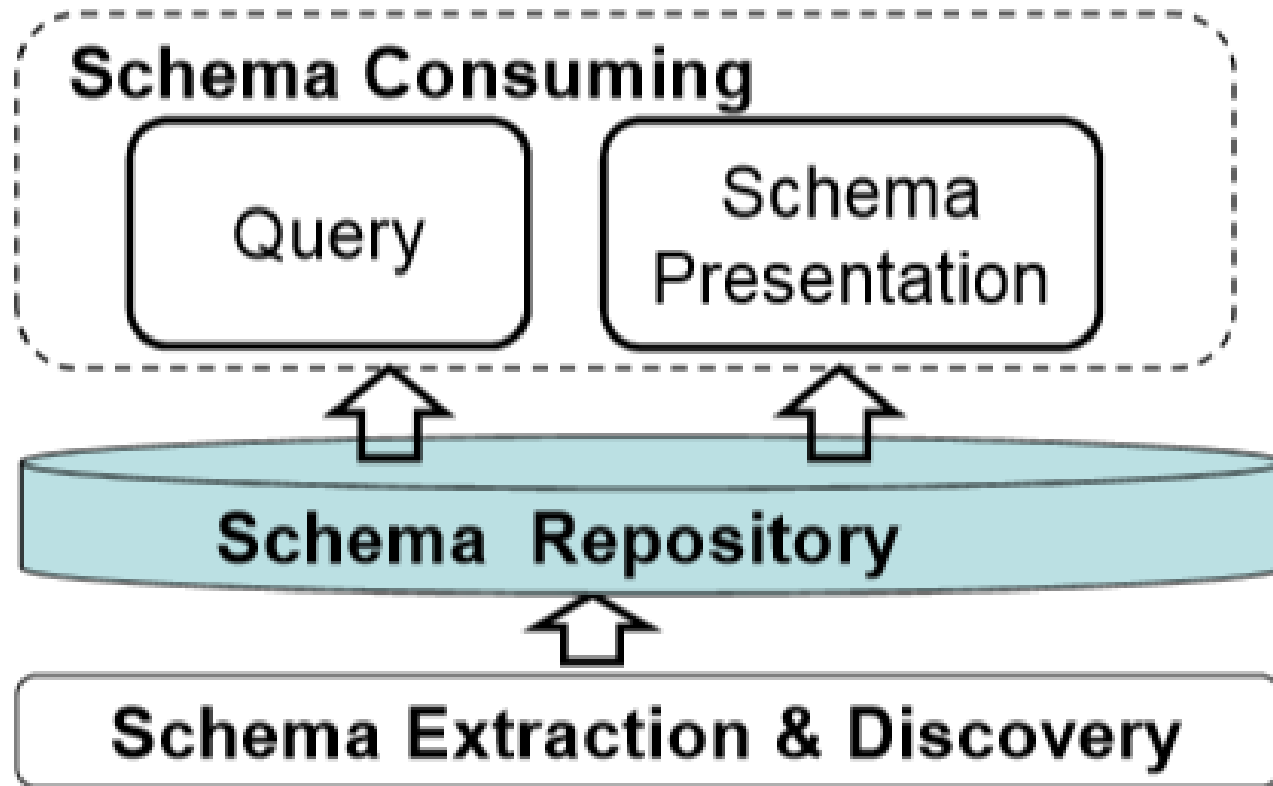 Schema Consuming
Query
Schema
Presentation
Schema Repository
Schema Extraction & Discovery